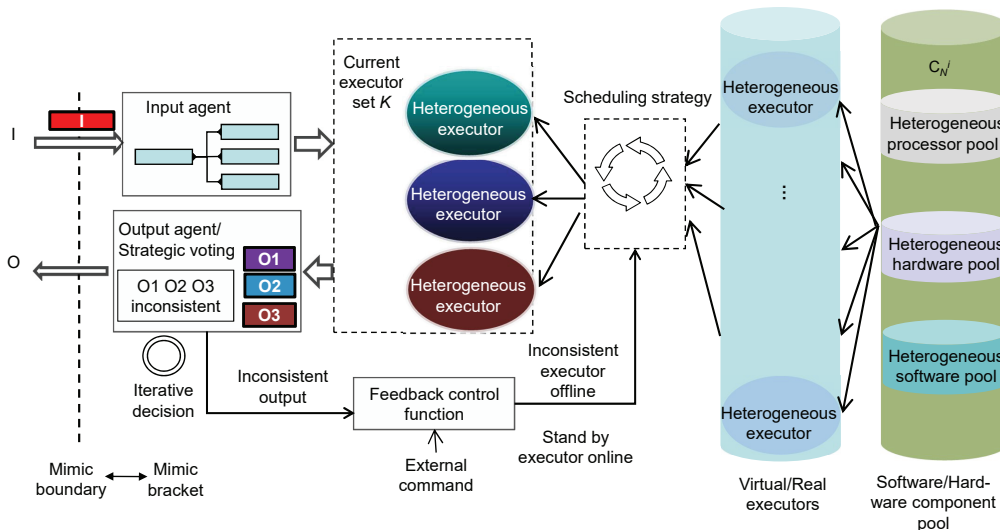 I
I
Input agent
Current
executor
set K
Heterogeneous
executor
Heterogeneous
executor
Heterogeneous
executor
Scheduling strategy
Heterogeneous
executor
...
Heterogeneous
executor
C_N^i
Heterogeneous
processor pool
Heterogeneous
hardware pool
Heterogeneous
software pool
O
Output agent/
Strategic voting
O1 O2 O3
inconsistent
O1
O2
O3
Iterative
decision
Inconsistent
output
Feedback control
function
External
command
Inconsistent
executor
offline
Stand by
executor online
Mimic
boundary
Mimic
bracket
Virtual/Real
executors
Software/Hard-
ware component
pool